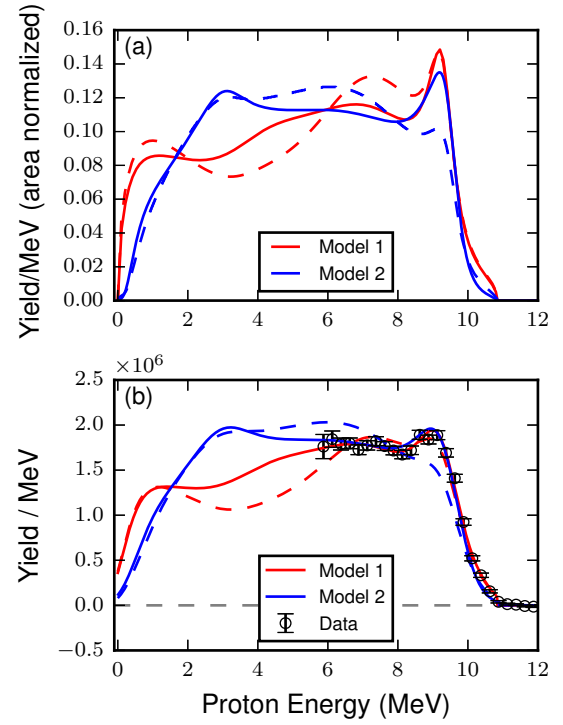 (a)
Yield/MeV (area normalized)
0.16
0.14
0.12
0.10
0.08
0.06
0.04
0.02
0.00
Model 1
Model 2
0 2 4 6 8 10 12
×10⁶
(b)
Yield / MeV
2.5
2.0
1.5
1.0
0.5
0.0
−0.5
Model 1
Model 2
Data
0 2 4 6 8 10 12
Proton Energy (MeV)